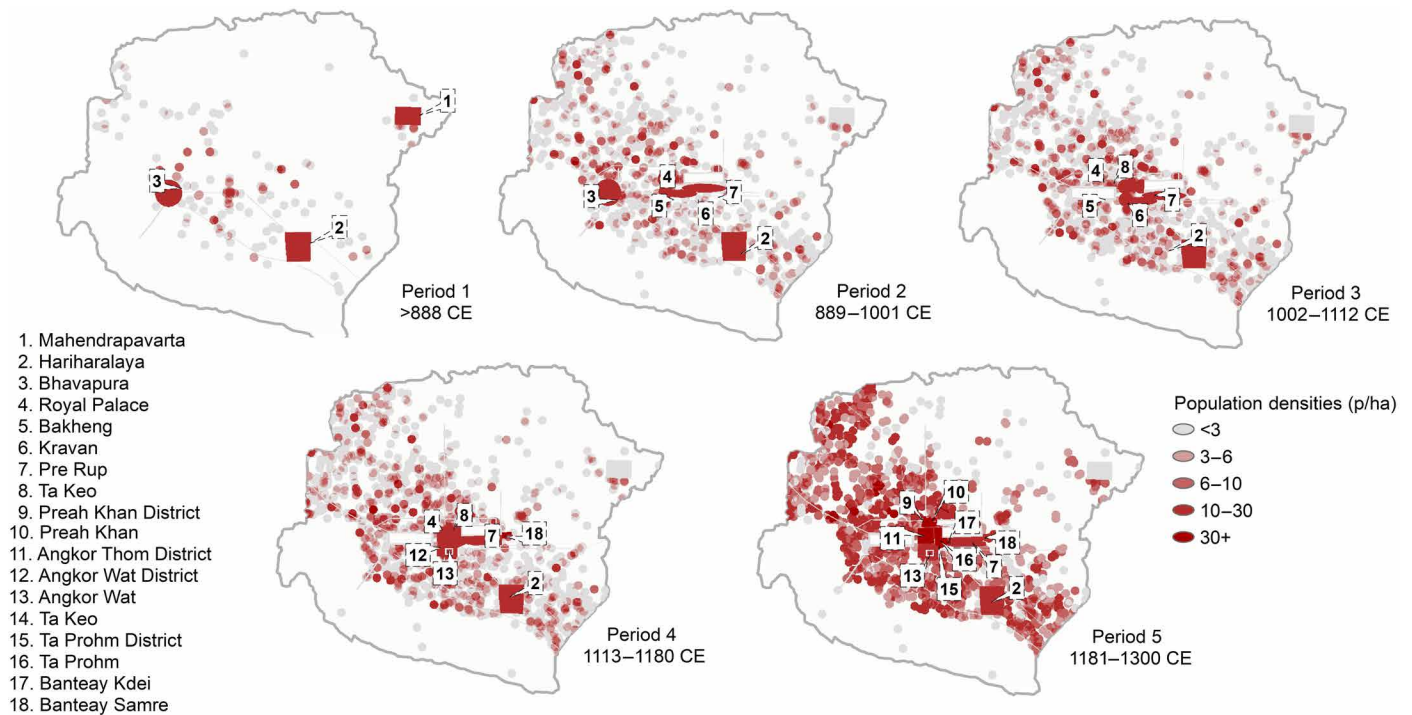 1
3
2
Period 1
>888 CE
4
3
5
7
6
2
Period 2
889–1001 CE
4
8
5
6
7
2
Period 3
1002–1112 CE
1. Mahendrapavarta
2. Hariharalaya
3. Bhavapura
4. Royal Palace
5. Bakheng
6. Kravan
7. Pre Rup
8. Ta Keo
9. Preah Khan District
10. Preah Khan
11. Angkor Thom District
12. Angkor Wat District
13. Angkor Wat
14. Ta Keo
15. Ta Prohm District
16. Ta Prohm
17. Banteay Kdei
18. Banteay Samre
4
8
7
18
12
13
2
Period 4
1113–1180 CE
9
10
17
11
18
16
13
7
15
2
Period 5
1181–1300 CE
Population densities (p/ha)
<3
3–6
6–10
10–30
30+